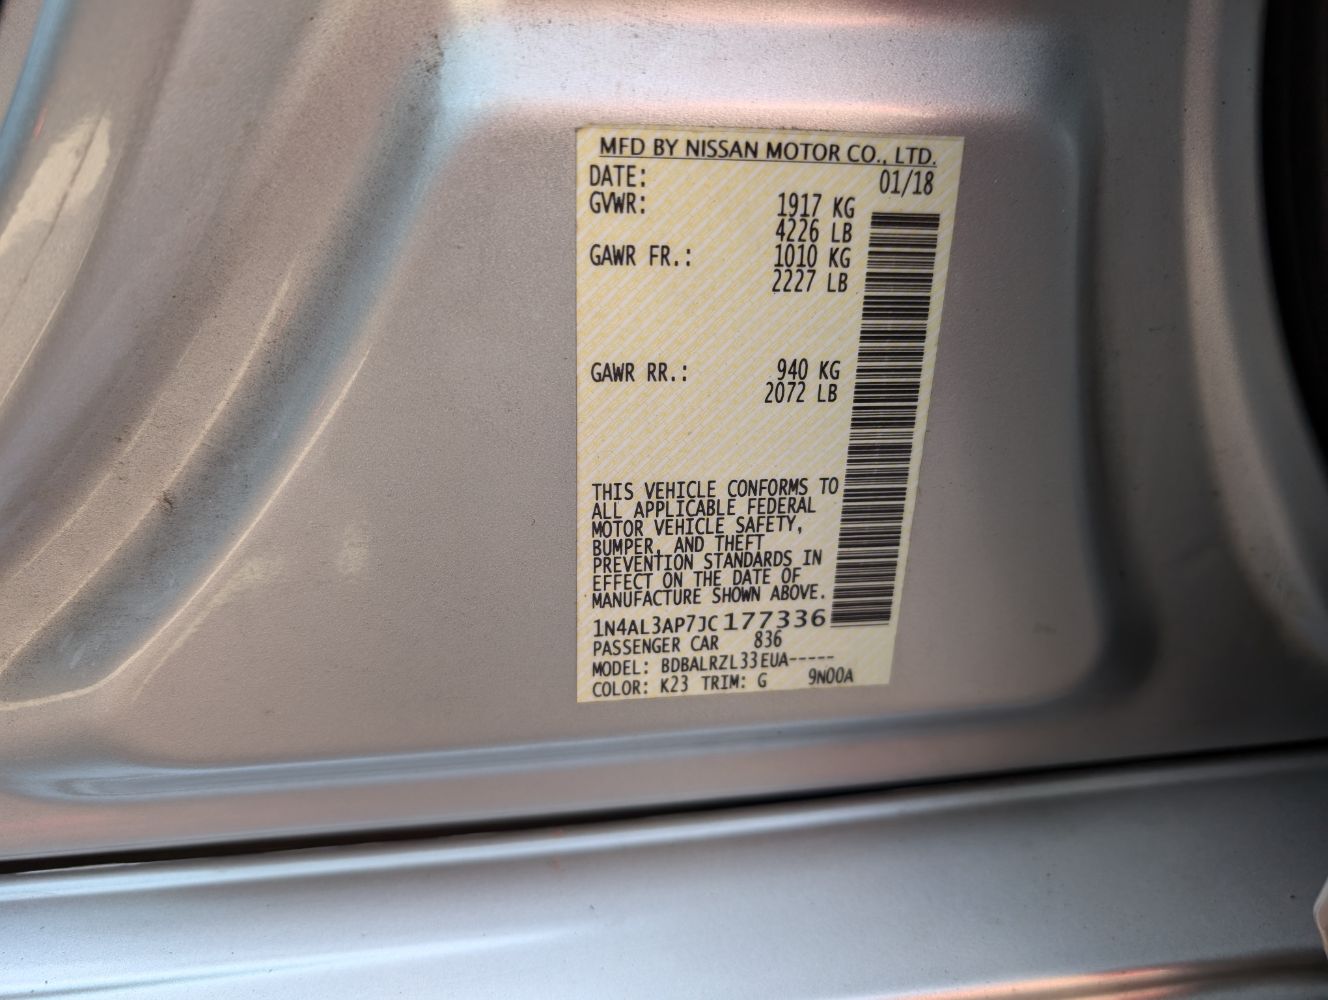 MFD BY NISSAN MOTOR CO., LTD.
DATE: 01/18
GVWR: 1917 KG
4226 LB
GAWR FR.: 1010 KG
2227 LB
GAWR RR.: 940 KG
2072 LB
THIS VEHICLE CONFORMS TO
ALL APPLICABLE FEDERAL
MOTOR VEHICLE SAFETY,
BUMPER, AND THEFT
PREVENTION STANDARDS IN
EFFECT ON THE DATE OF
MANUFACTURE SHOWN ABOVE.
1N4AL3AP7JC177336
PASSENGER CAR 836
MODEL: BDBALRZL33EUA-----
COLOR: K23 TRIM: G 9N00A